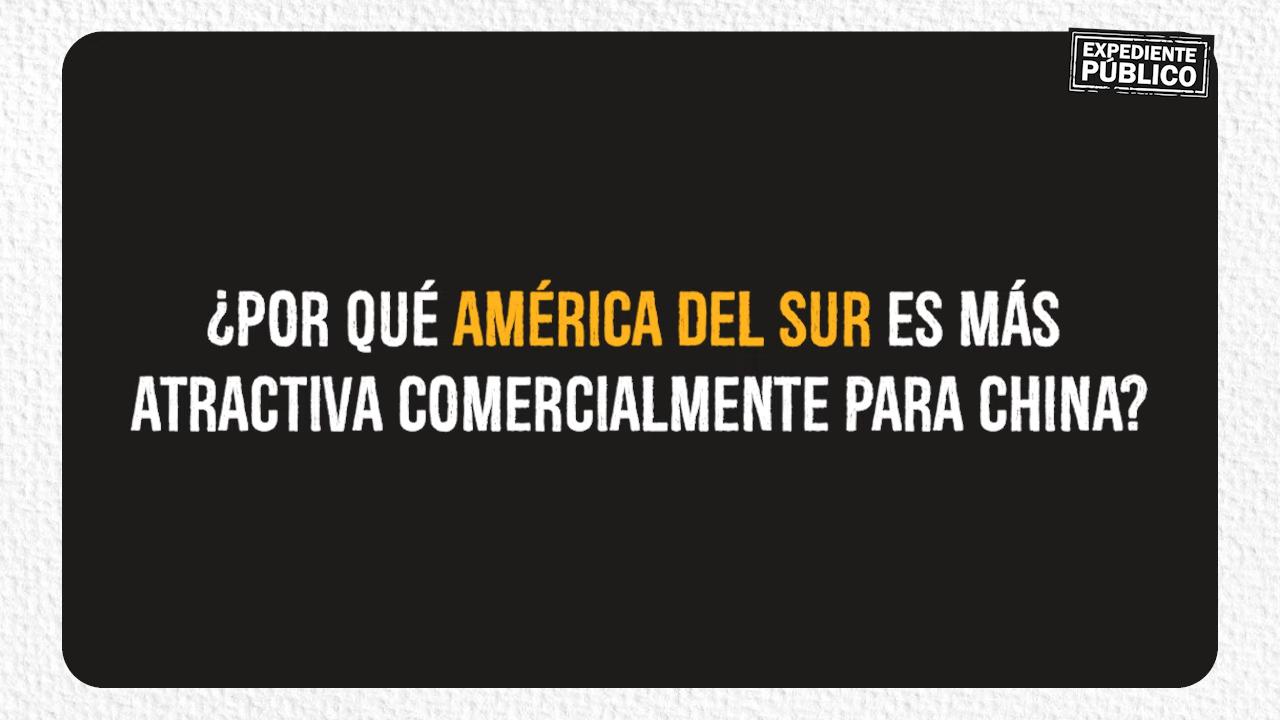 EXPEDIENTE
PÚBLICO
¿POR QUÉ AMÉRICA DEL SUR ES MÁS
ATRACTIVA COMERCIALMENTE PARA CHINA?